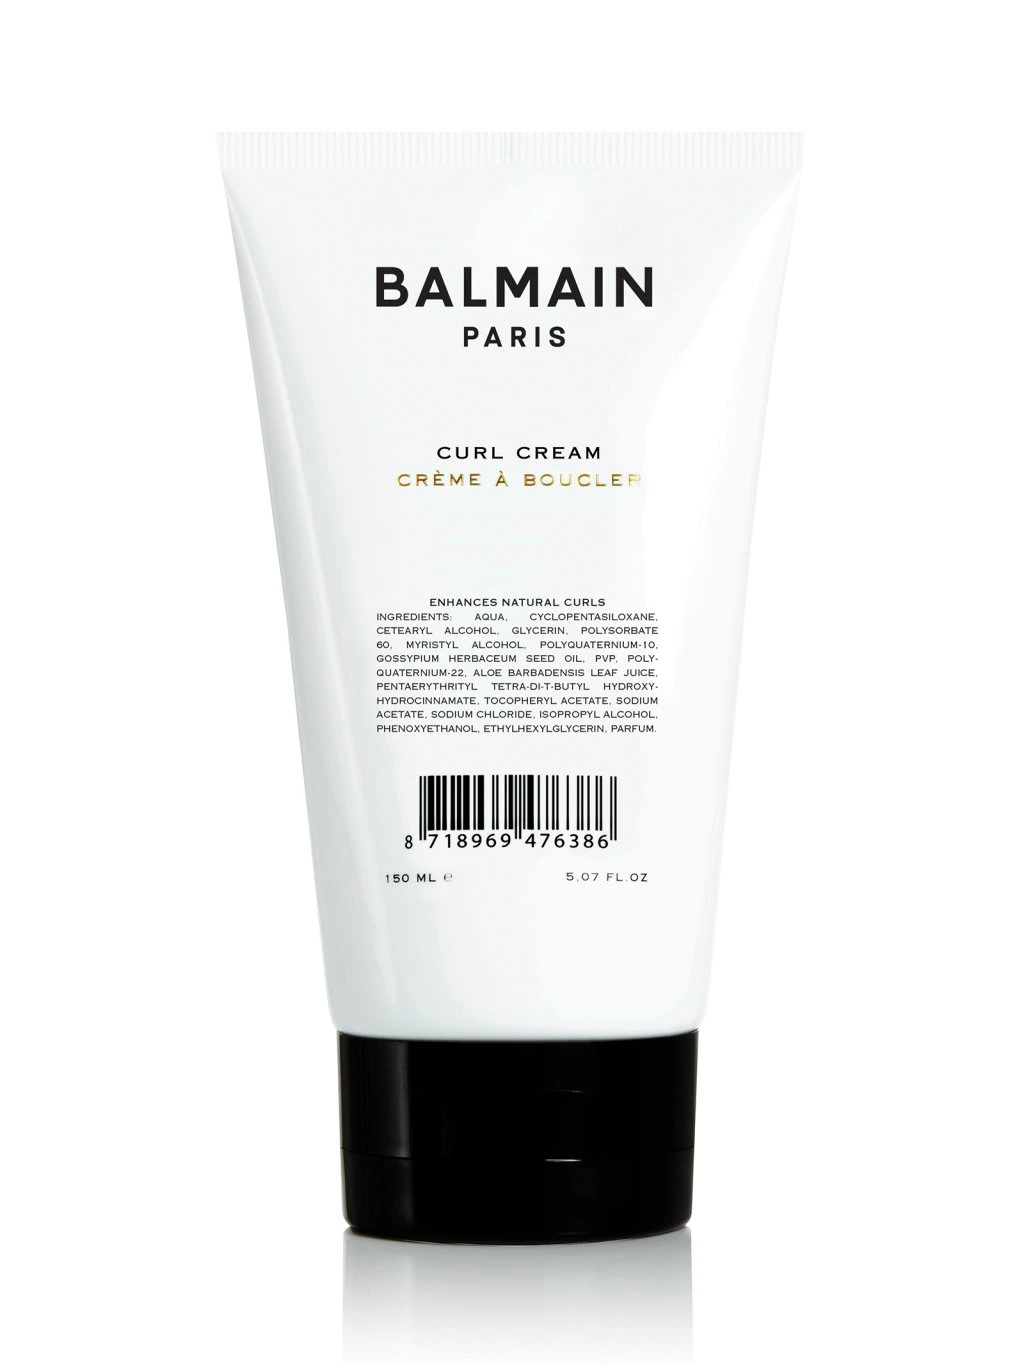 BALMAIN
PARIS
CURL CREAM
CRÈME À BOUCLER
ENHANCES NATURAL CURLS
INGREDIENTS: AQUA, CYCLOPENTASILOXANE,
CETEARYL ALCOHOL, GLYCERIN, POLYSORBATE
60, MYRISTYL ALCOHOL, POLYQUATERNIUM-10,
GOSSYPIUM HERBACEUM SEED OIL, PVP, POLY-
QUATERNIUM-22, ALOE BARBADENSIS LEAF JUICE,
PENTAERYTHRITYL TETRA-DI-T-BUTYL HYDROXY-
HYDROCINNAMATE, TOCOPHERYL ACETATE, SODIUM
ACETATE, SODIUM CHLORIDE, ISOPROPYL ALCOHOL,
PHENOXYETHANOL, ETHYLHEXYLGLYCERIN, PARFUM.
8 718969 476386
150 ML ℮ 5,07 FL.OZ